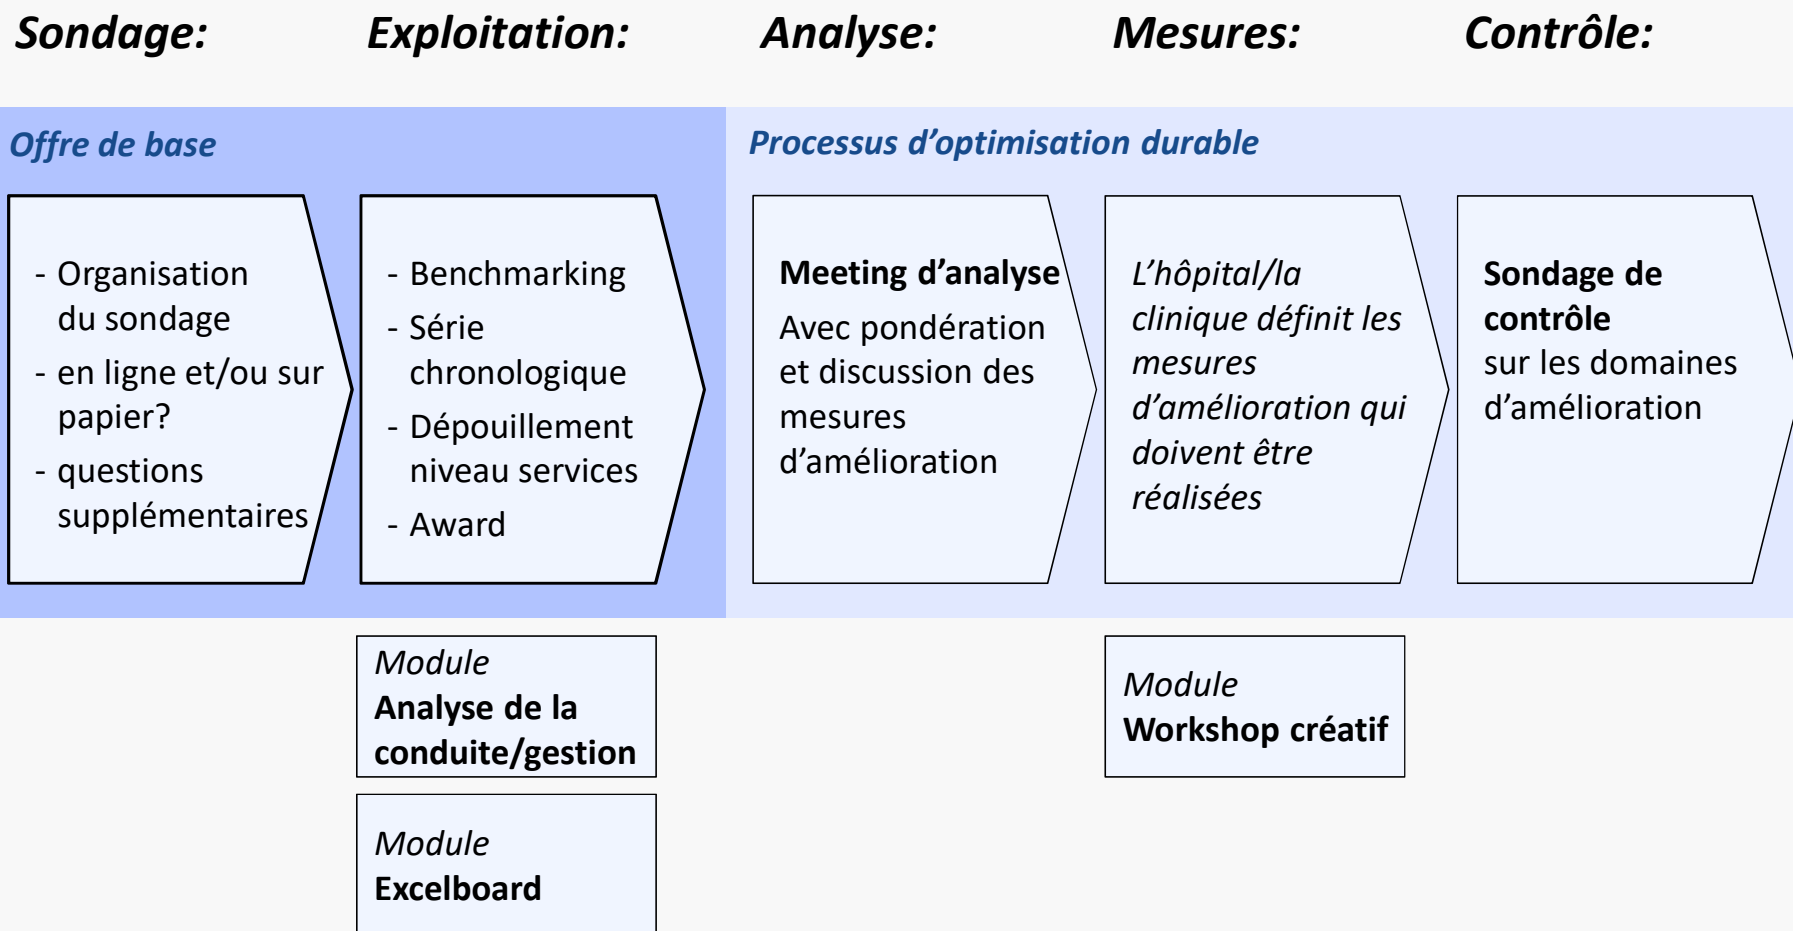 Sondage:
Exploitation:
Analyse:
Mesures:
Contrôle:
Offre de base
Processus d’optimisation durable
- Organisation
du sondage
- en ligne et/ou sur
papier?
- questions
supplémentaires
- Benchmarking
- Série
chronologique
- Dépouillement
niveau services
- Award
Meeting d’analyse
Avec pondération
et discussion des
mesures
d’amélioration
L’hôpital/la
clinique définit les
mesures
d’amélioration qui
doivent être
réalisées
Sondage de
contrôle
sur les domaines
d’amélioration
Module
Analyse de la
conduite/gestion
Module
Workshop créatif
Module
Excelboard